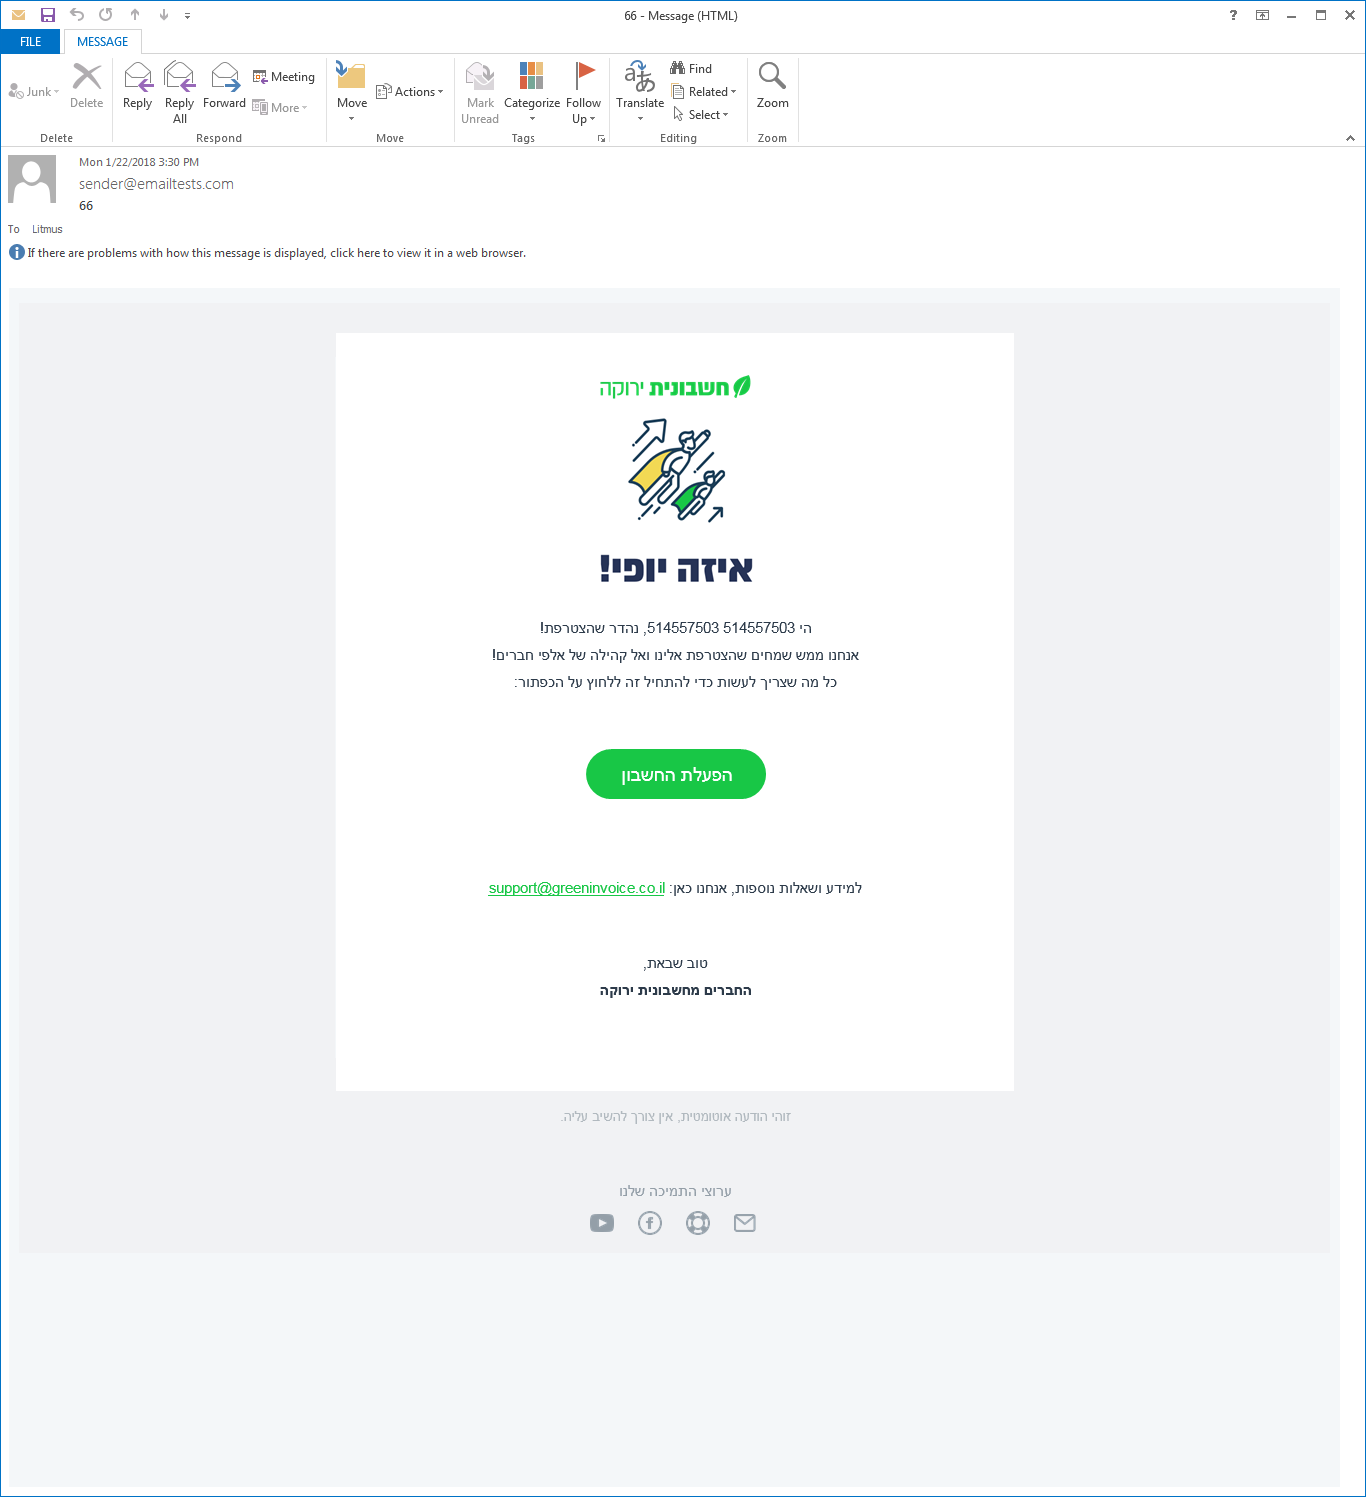 66 - Message (HTML)
?
FILE
MESSAGE
Junk
Delete
Reply
Reply All
Forward
Meeting
More
Move
Actions
Mark Unread
Categorize
Follow Up
Translate
Find
Related
Select
Zoom
Delete
Respond
Move
Tags
Editing
Zoom
Mon 1/22/2018 3:30 PM
sender@emailtests.com
66
To Litmus
If there are problems with how this message is displayed, click here to view it in a web browser.
חשבונית ירוקה
איזה יופי!
הי 514557503 514557503, נהדר שהצטרפת!
אנחנו ממש שמחים שהצטרפת אלינו ואל קהילה של אלפי חברים!
כל מה שצריך לעשות כדי להתחיל זה ללחוץ על הכפתור:
הפעלת החשבון
למידע ושאלות נוספות, אנחנו כאן: support@greeninvoice.co.il
טוב שבאת,
החברים מחשבונית ירוקה
זוהי הודעה אוטומטית, אין צורך להשיב עליה.
ערוצי התמיכה שלנו